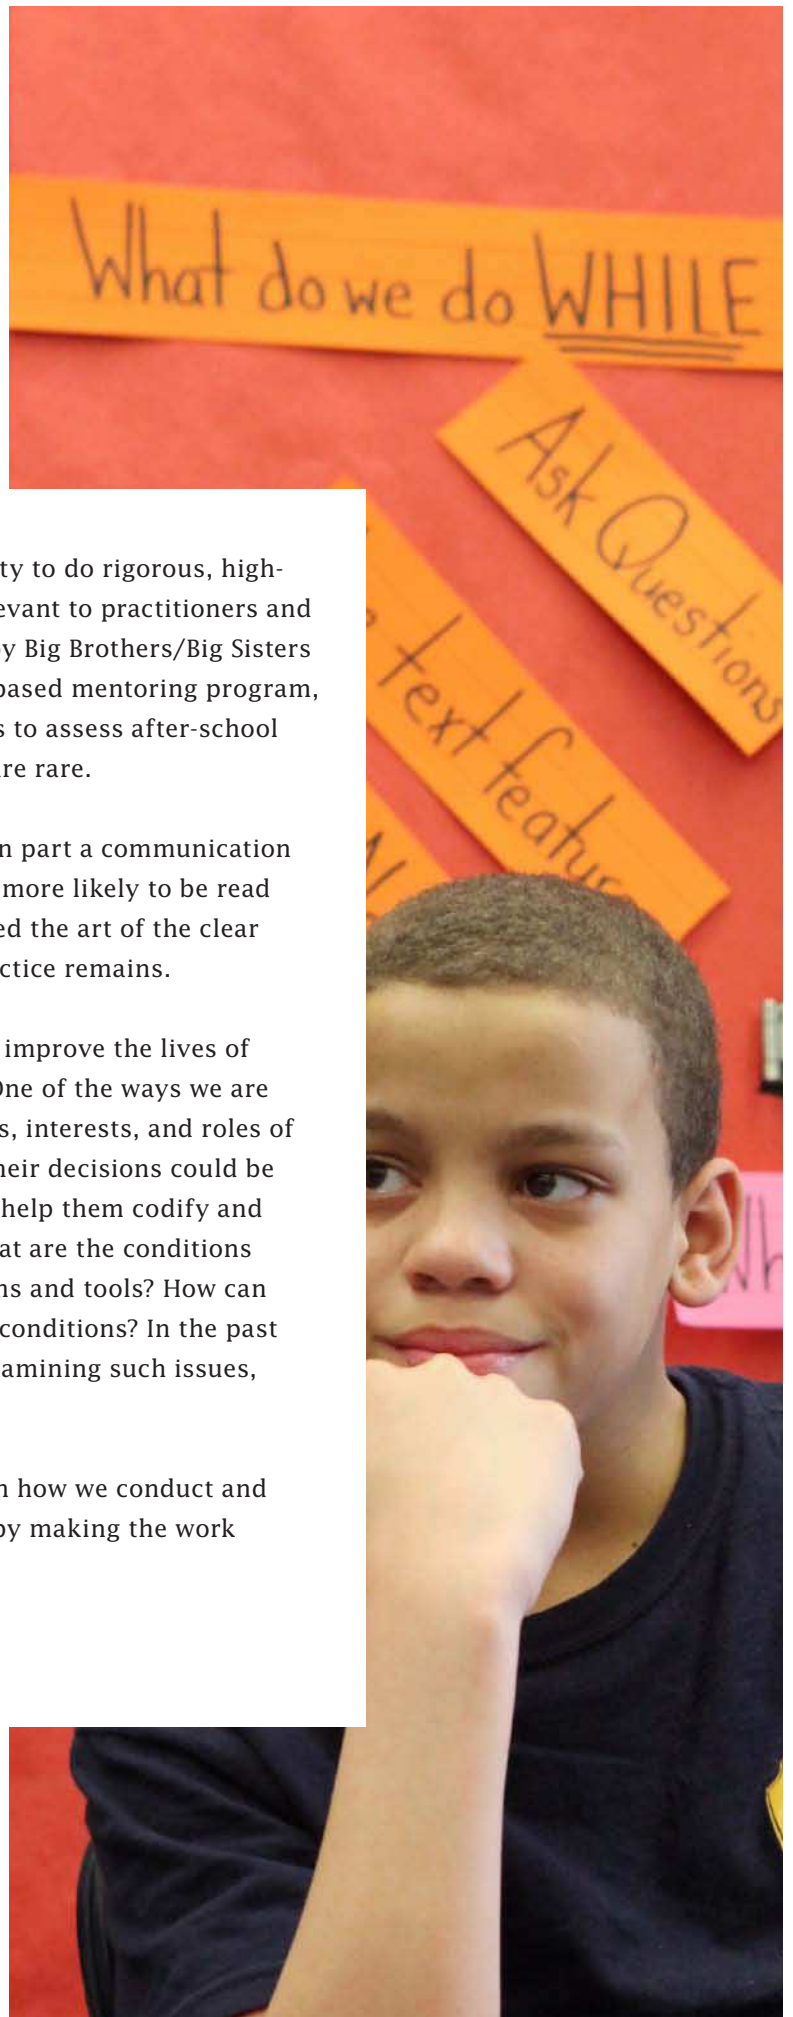 What do we do WHILE
Ask Questions
text featur
ty to do rigorous, high-
evant to practitioners and
y Big Brothers/Big Sisters
based mentoring program,
s to assess after-school
re rare.
n part a communication
more likely to be read
ed the art of the clear
ctice remains.
improve the lives of
One of the ways we are
s, interests, and roles of
heir decisions could be
help them codify and
at are the conditions
ns and tools? How can
conditions? In the past
amining such issues,
n how we conduct and
by making the work
Wh